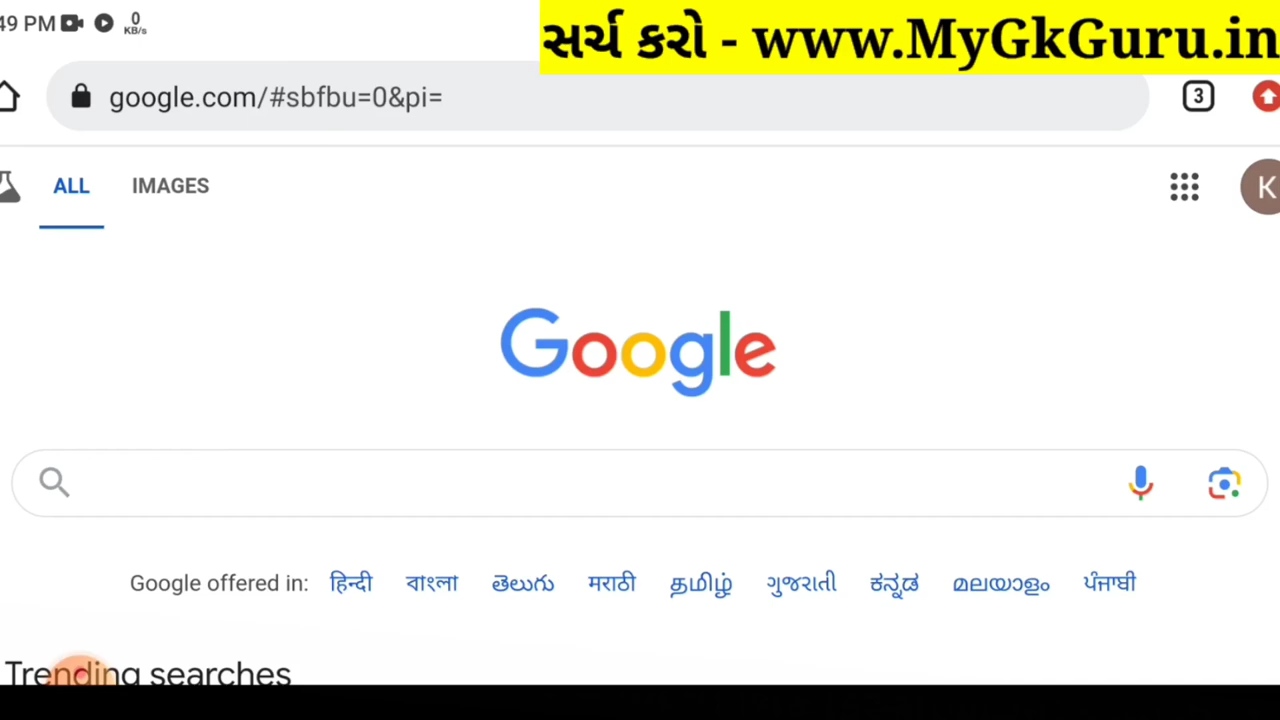 49 PM 0 KB/s
સર્ચ કરો - www.MyGkGuru.in
google.com/#sbfbu=0&pi=
3
ALL IMAGES
K
Google
Google offered in: हिन्दी বাংলা తెలుగు मराठी தமிழ் ગુજરાતી ಕನ್ನಡ മലയാളം ਪੰਜਾਬੀ
Trending searches